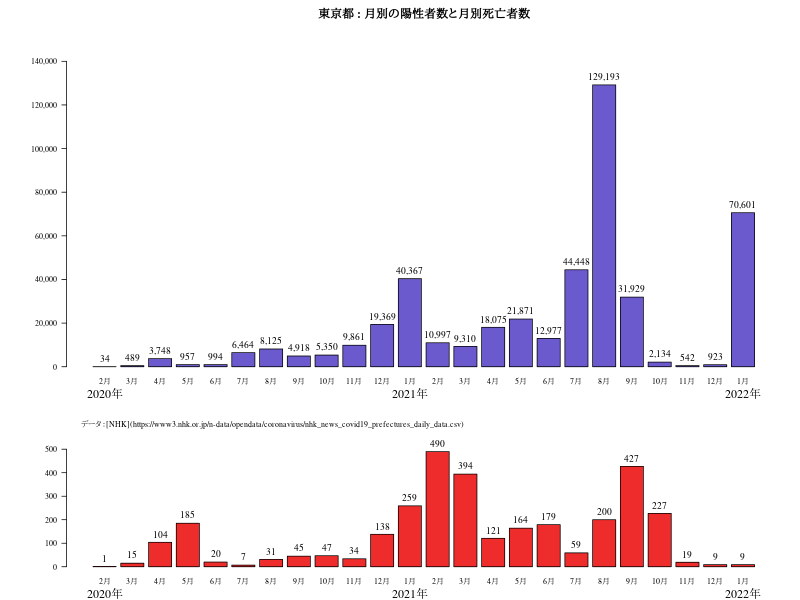 東京都 : 月別の陽性者数と月別死亡者数
140,000
120,000
100,000
80,000
60,000
40,000
20,000
0
34 489 3,748 957 994 6,464 8,125 4,918 5,350 9,861 19,369 40,367 10,997 9,310 18,075 21,871 12,977 44,448 129,193 31,929 2,134 542 923 70,601
2月 3月 4月 5月 6月 7月 8月 9月 10月 11月 12月 1月 2月 3月 4月 5月 6月 7月 8月 9月 10月 11月 12月 1月
2020年 2021年 2022年
データ : [NHK](https://www3.nhk.or.jp/n-data/opendata/coronavirus/nhk_news_covid19_prefectures_daily_data.csv)
500
400
300
200
100
0
1 15 104 185 20 7 31 45 47 34 138 259 490 394 121 164 179 59 200 427 227 19 9 9
2月 3月 4月 5月 6月 7月 8月 9月 10月 11月 12月 1月 2月 3月 4月 5月 6月 7月 8月 9月 10月 11月 12月 1月
2020年 2021年 2022年